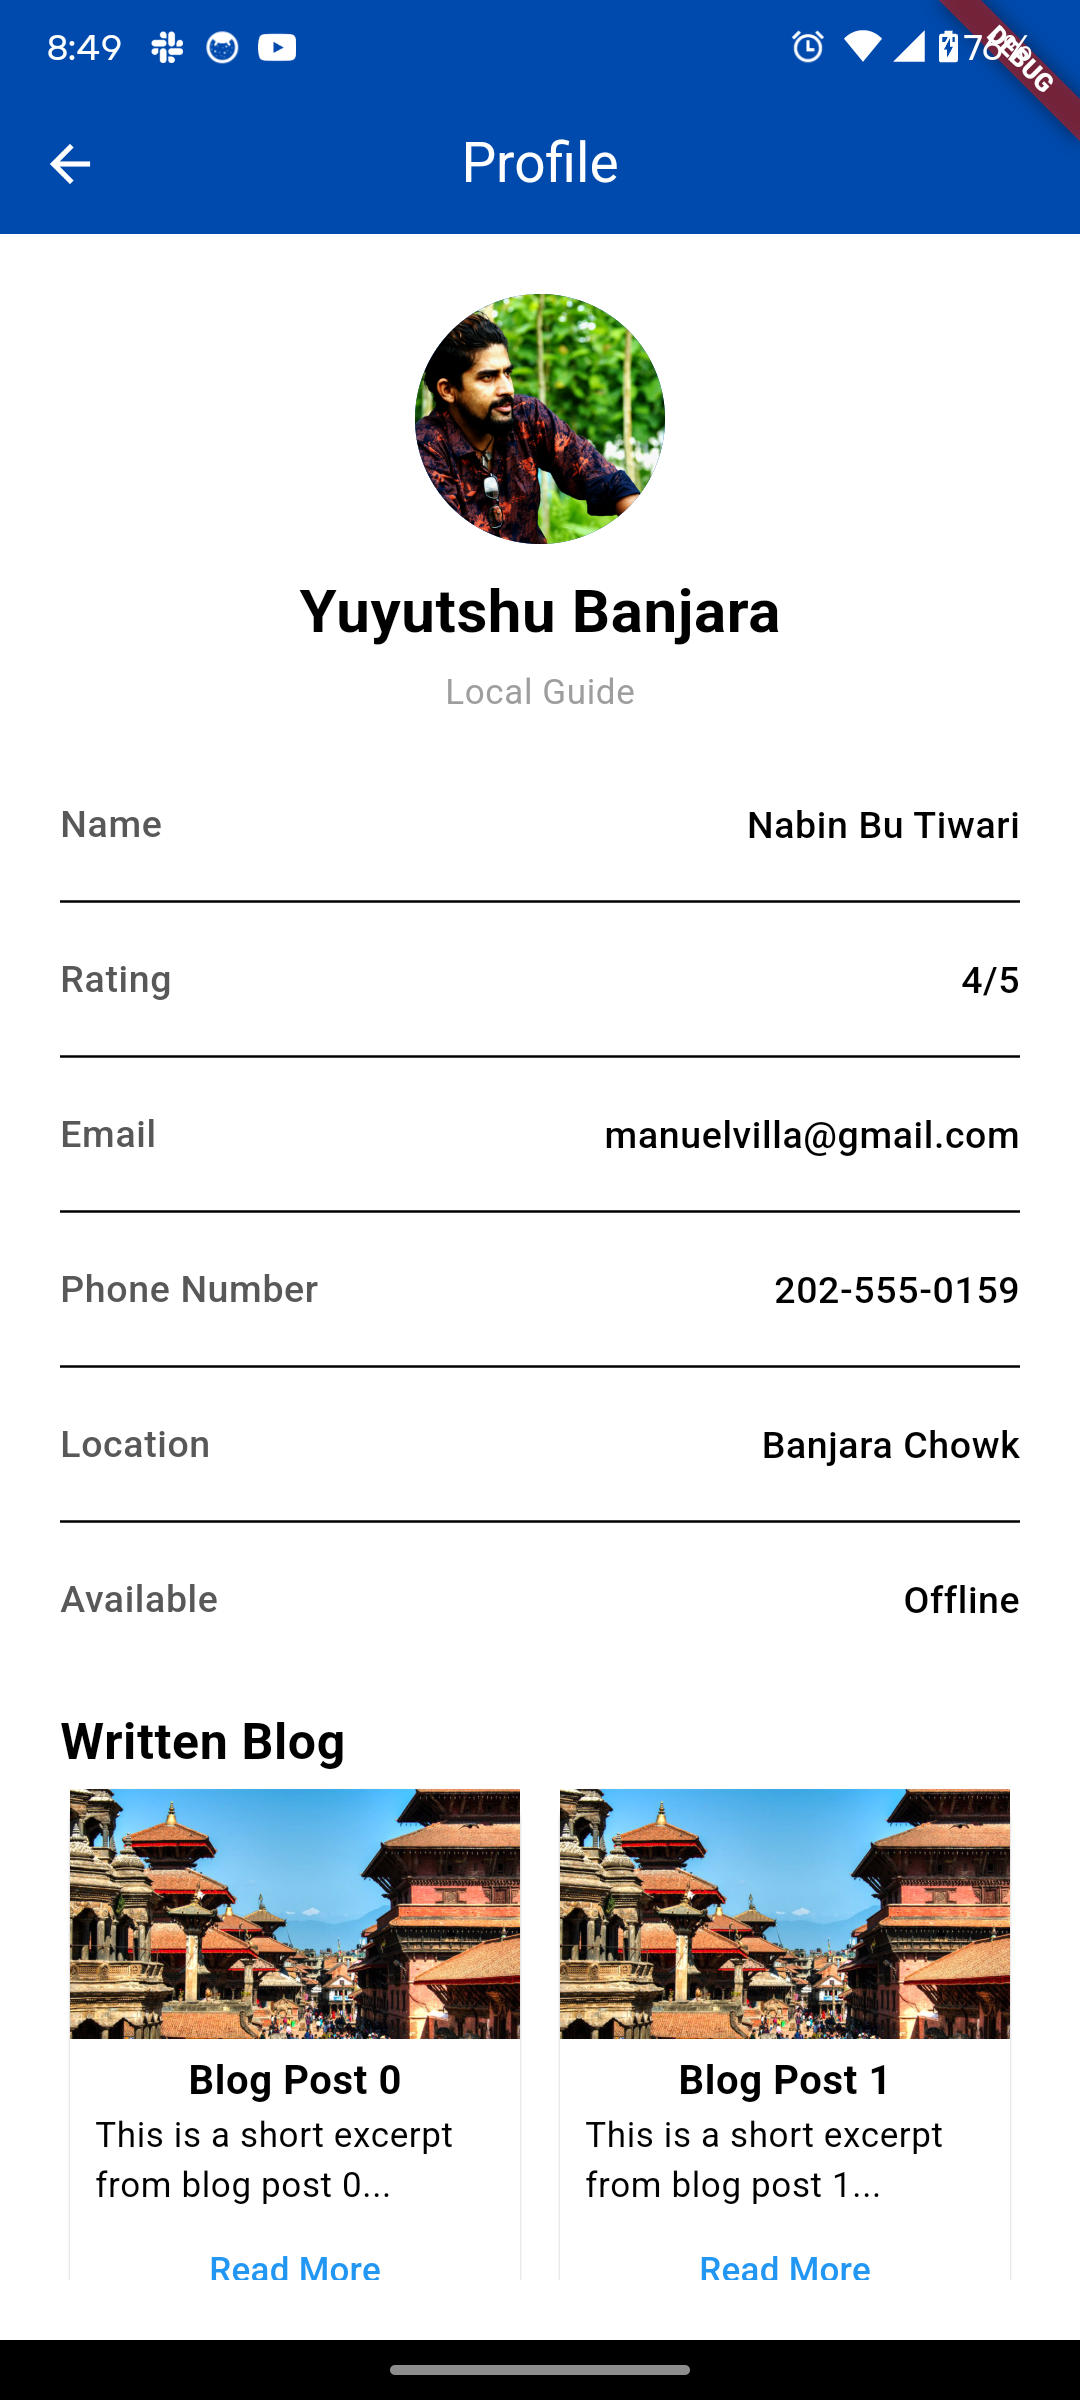 8:49
DEBUG
Profile
Yuyutshu Banjara
Local Guide
Name Nabin Bu Tiwari
Rating 4/5
Email manuelvilla@gmail.com
Phone Number 202-555-0159
Location Banjara Chowk
Available Offline
Written Blog
Blog Post 0
This is a short excerpt
from blog post 0...
Read More
Blog Post 1
This is a short excerpt
from blog post 1...
Read More